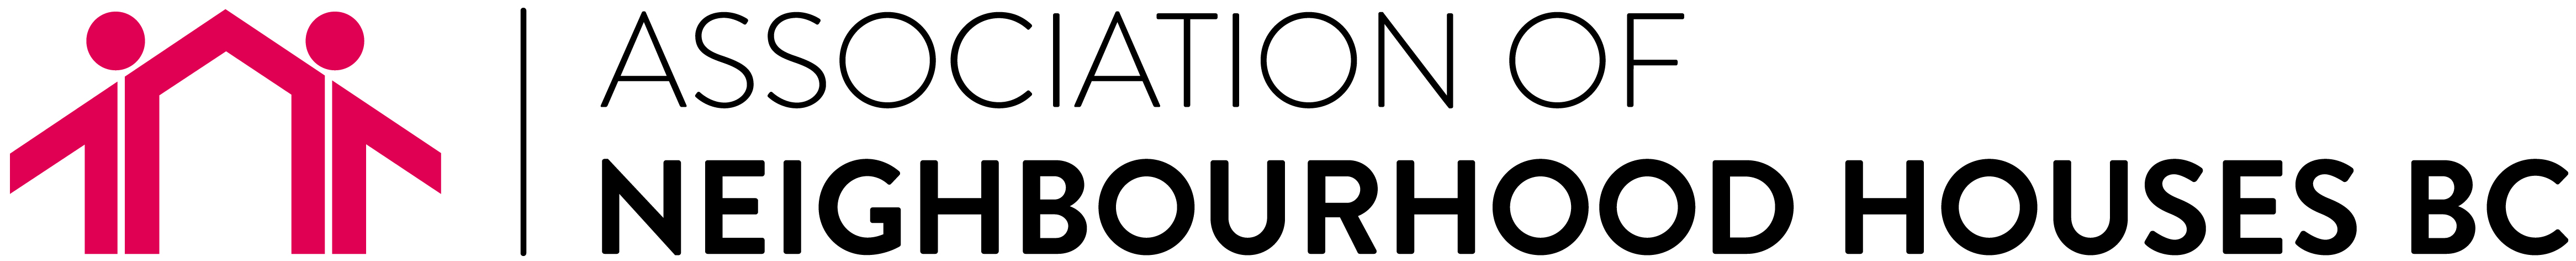 ASSOCIATION OF
NEIGHBOURHOOD HOUSES BC